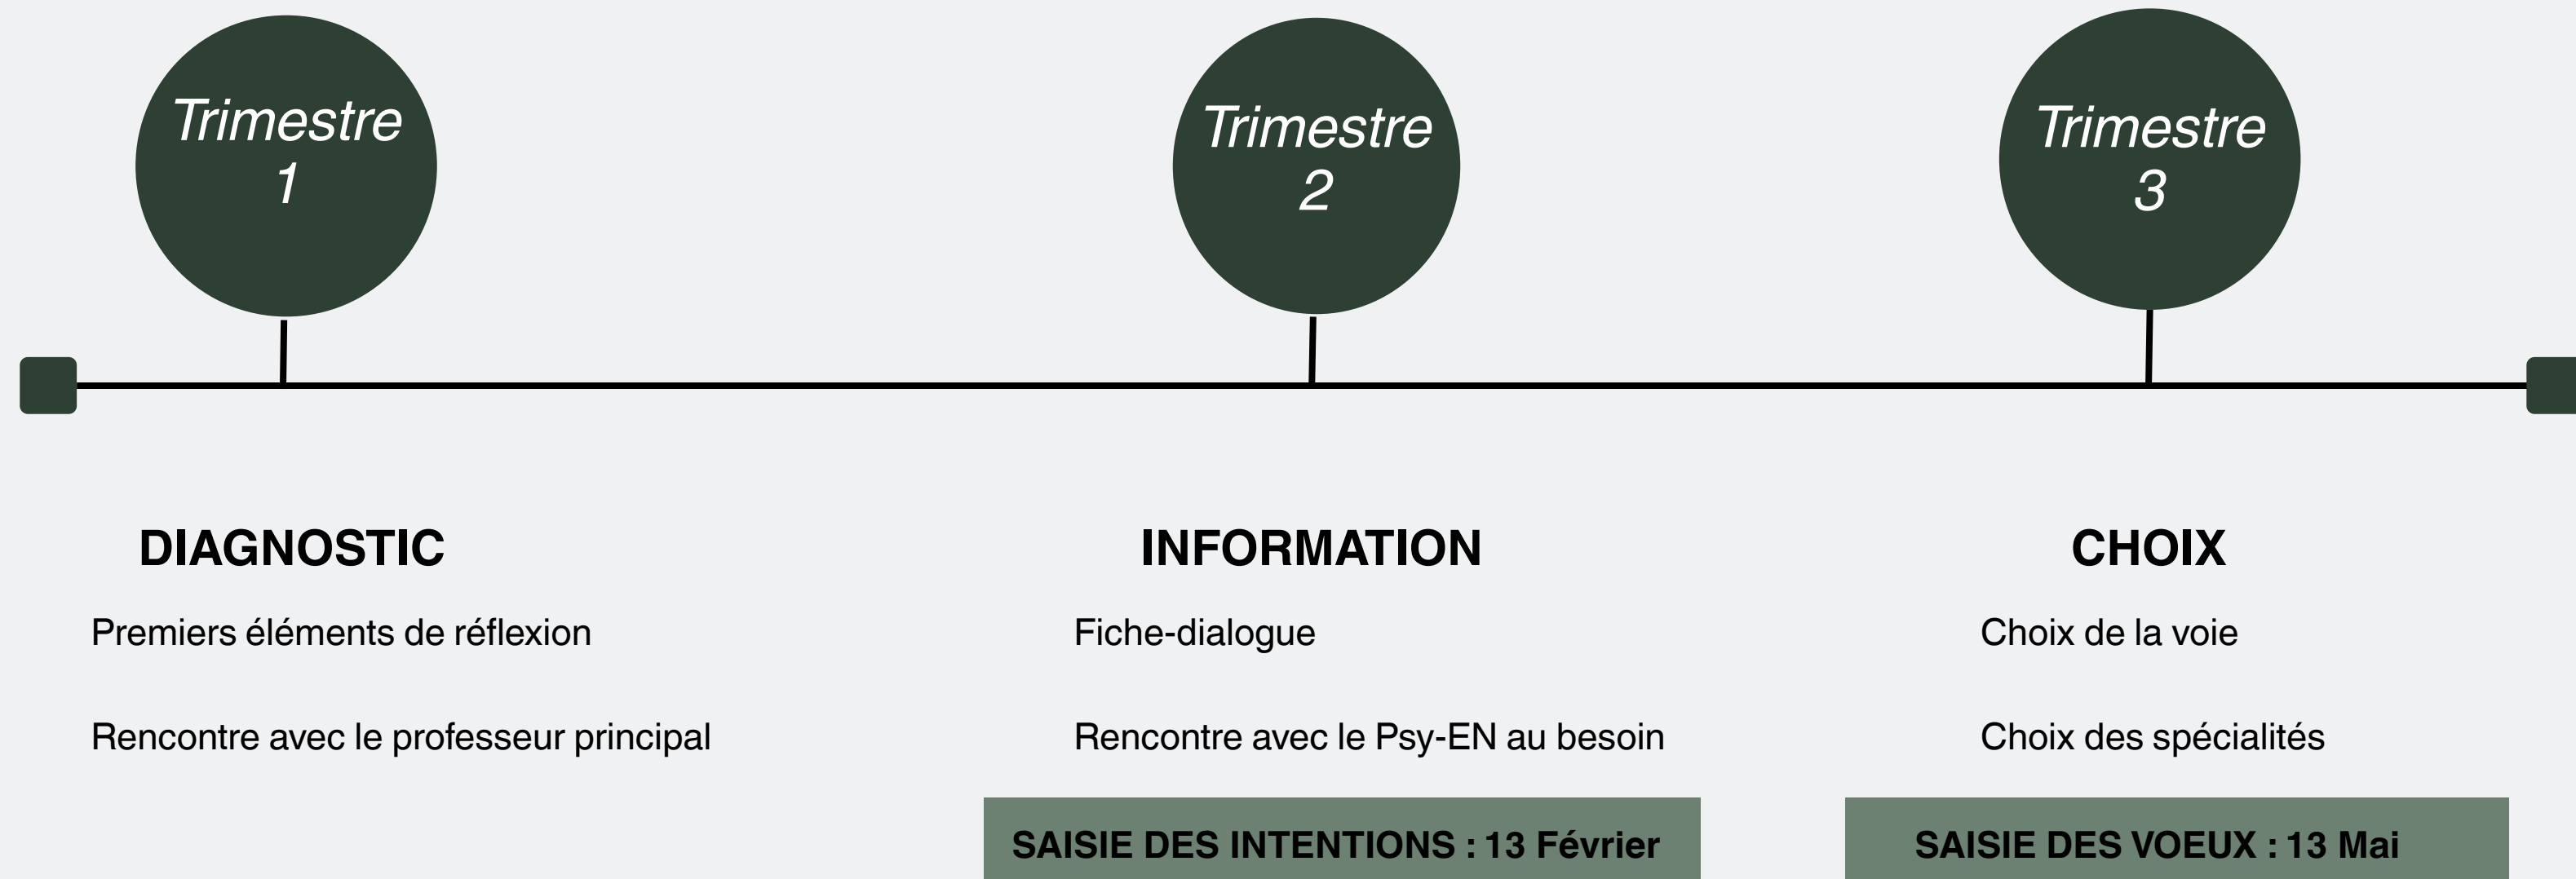 Trimestre
1
Trimestre
2
Trimestre
3
DIAGNOSTIC
Premiers éléments de réflexion
Rencontre avec le professeur principal
INFORMATION
Fiche-dialogue
Rencontre avec le Psy-EN au besoin
SAISIE DES INTENTIONS : 13 Février
CHOIX
Choix de la voie
Choix des spécialités
SAISIE DES VOEUX : 13 Mai